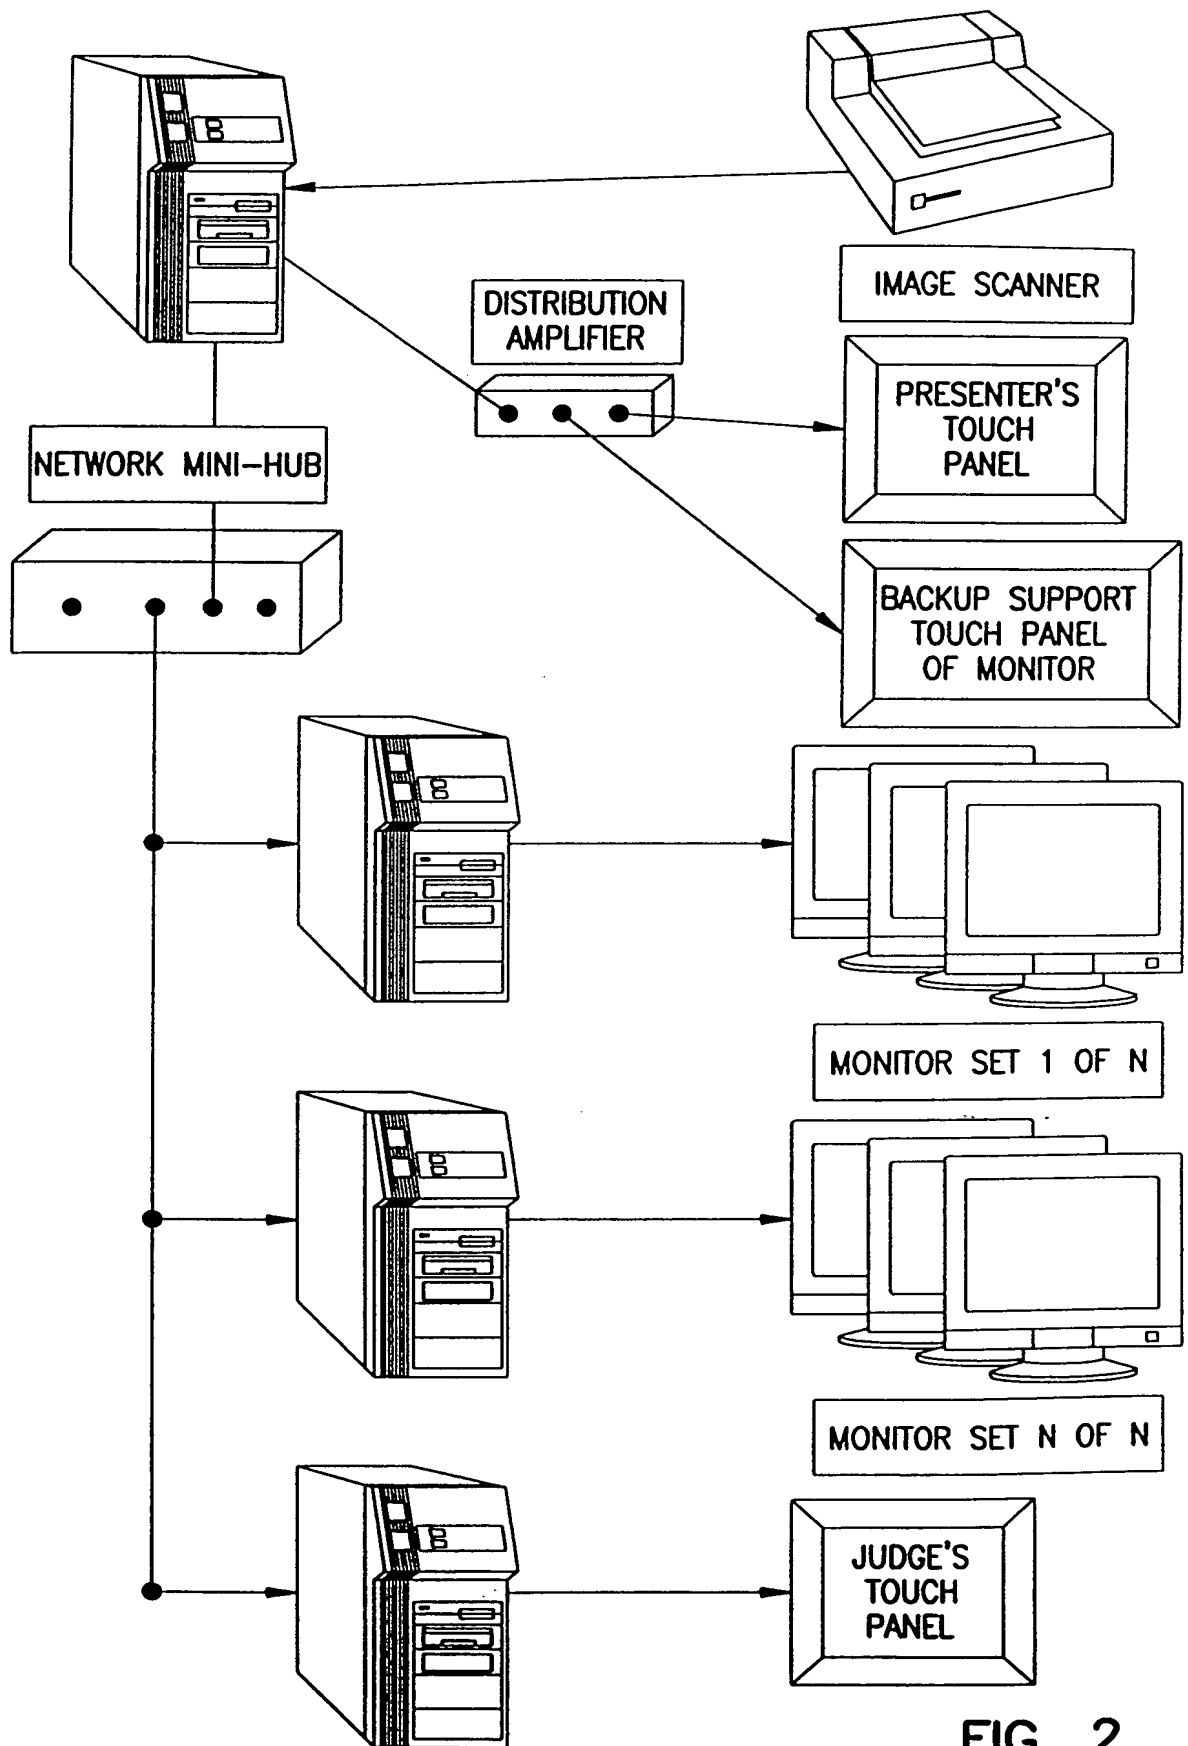 IMAGE SCANNER
DISTRIBUTION
AMPLIFIER
PRESENTER'S
TOUCH
PANEL
NETWORK MINI-HUB
BACKUP SUPPORT
TOUCH PANEL
OF MONITOR
MONITOR SET 1 OF N
MONITOR SET N OF N
JUDGE'S
TOUCH
PANEL
FIG. 2